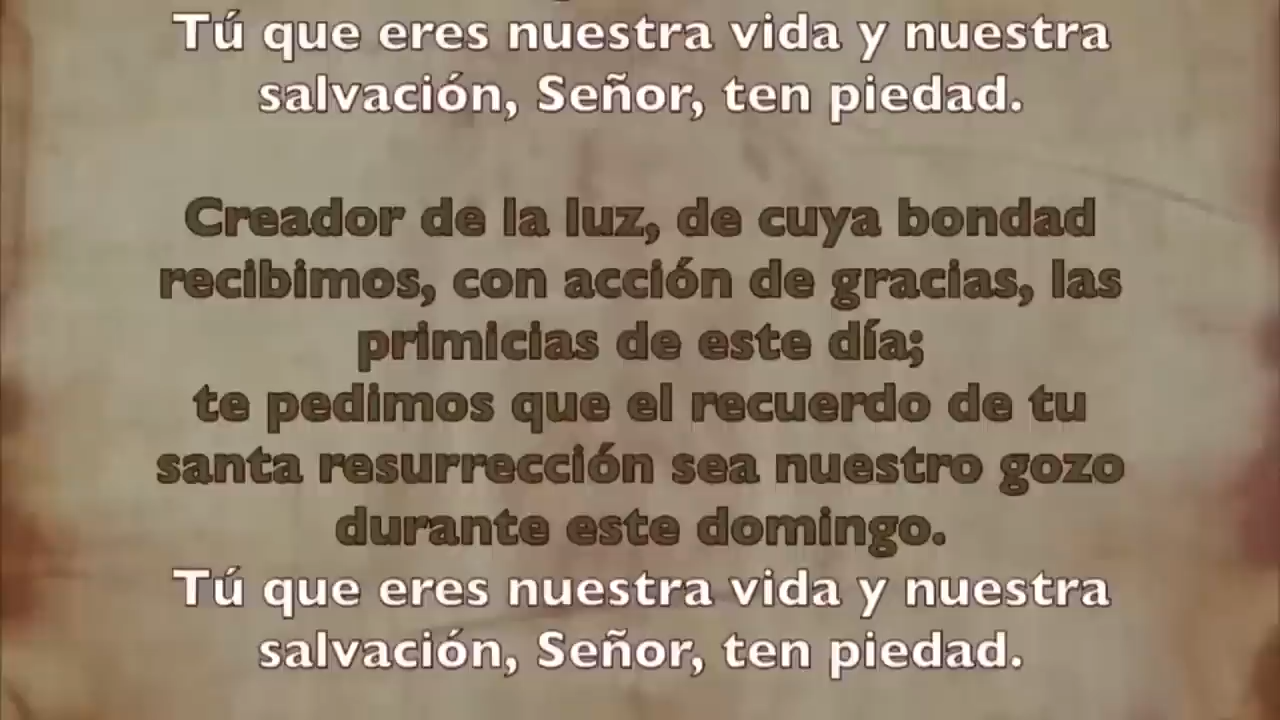 Tú que eres nuestra vida y nuestra
salvación, Señor, ten piedad.
Creador de la luz, de cuya bondad
recibimos, con acción de gracias, las
primicias de este día;
te pedimos que el recuerdo de tu
santa resurrección sea nuestro gozo
durante este domingo.
Tú que eres nuestra vida y nuestra
salvación, Señor, ten piedad.